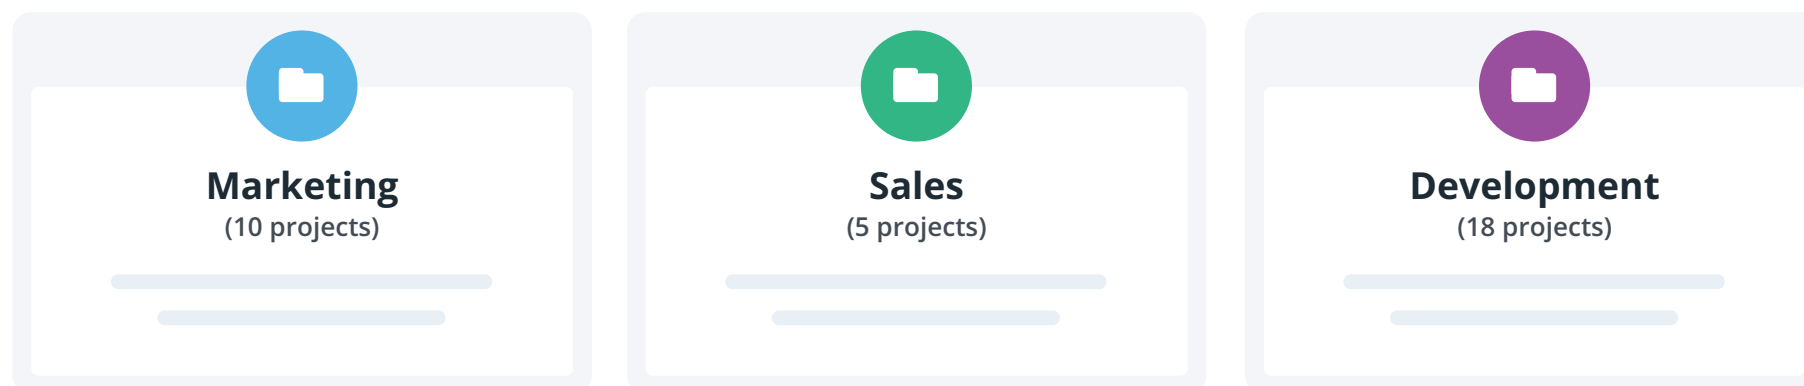 Marketing
(10 projects)
Sales
(5 projects)
Development
(18 projects)